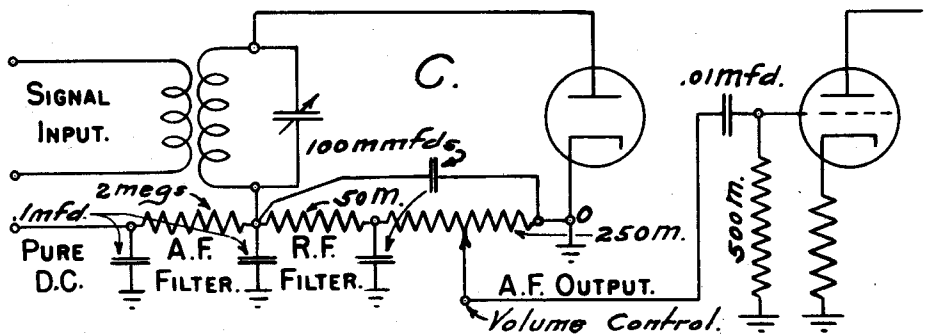 C.
.01mfd.
SIGNAL
INPUT.
100mmfds
2megs
50M.
.1mfd.
O
250M.
500M.
PURE
D.C.
A.F.
FILTER.
R.F.
FILTER.
A.F. OUTPUT.
Volume Control.